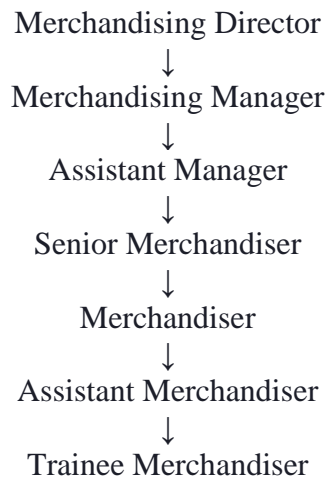 Merchandising Director
↓
Merchandising Manager
↓
Assistant Manager
↓
Senior Merchandiser
↓
Merchandiser
↓
Assistant Merchandiser
↓
Trainee Merchandiser